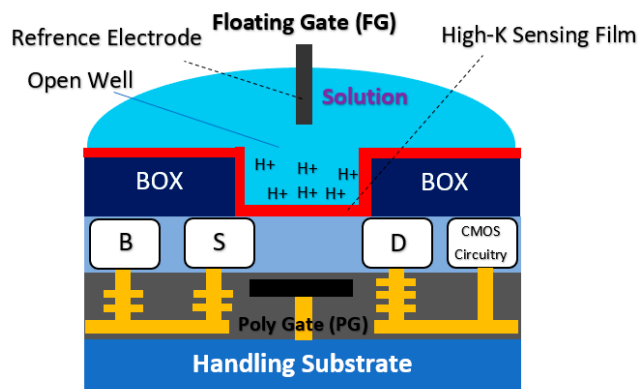 Floating Gate (FG)
Refrence Electrode
High-K Sensing Film
Open Well
Solution
H+ H+ H+
H+ H+ H+
BOX
BOX
B
S
D
CMOS
Circuitry
Poly Gate (PG)
Handling Substrate